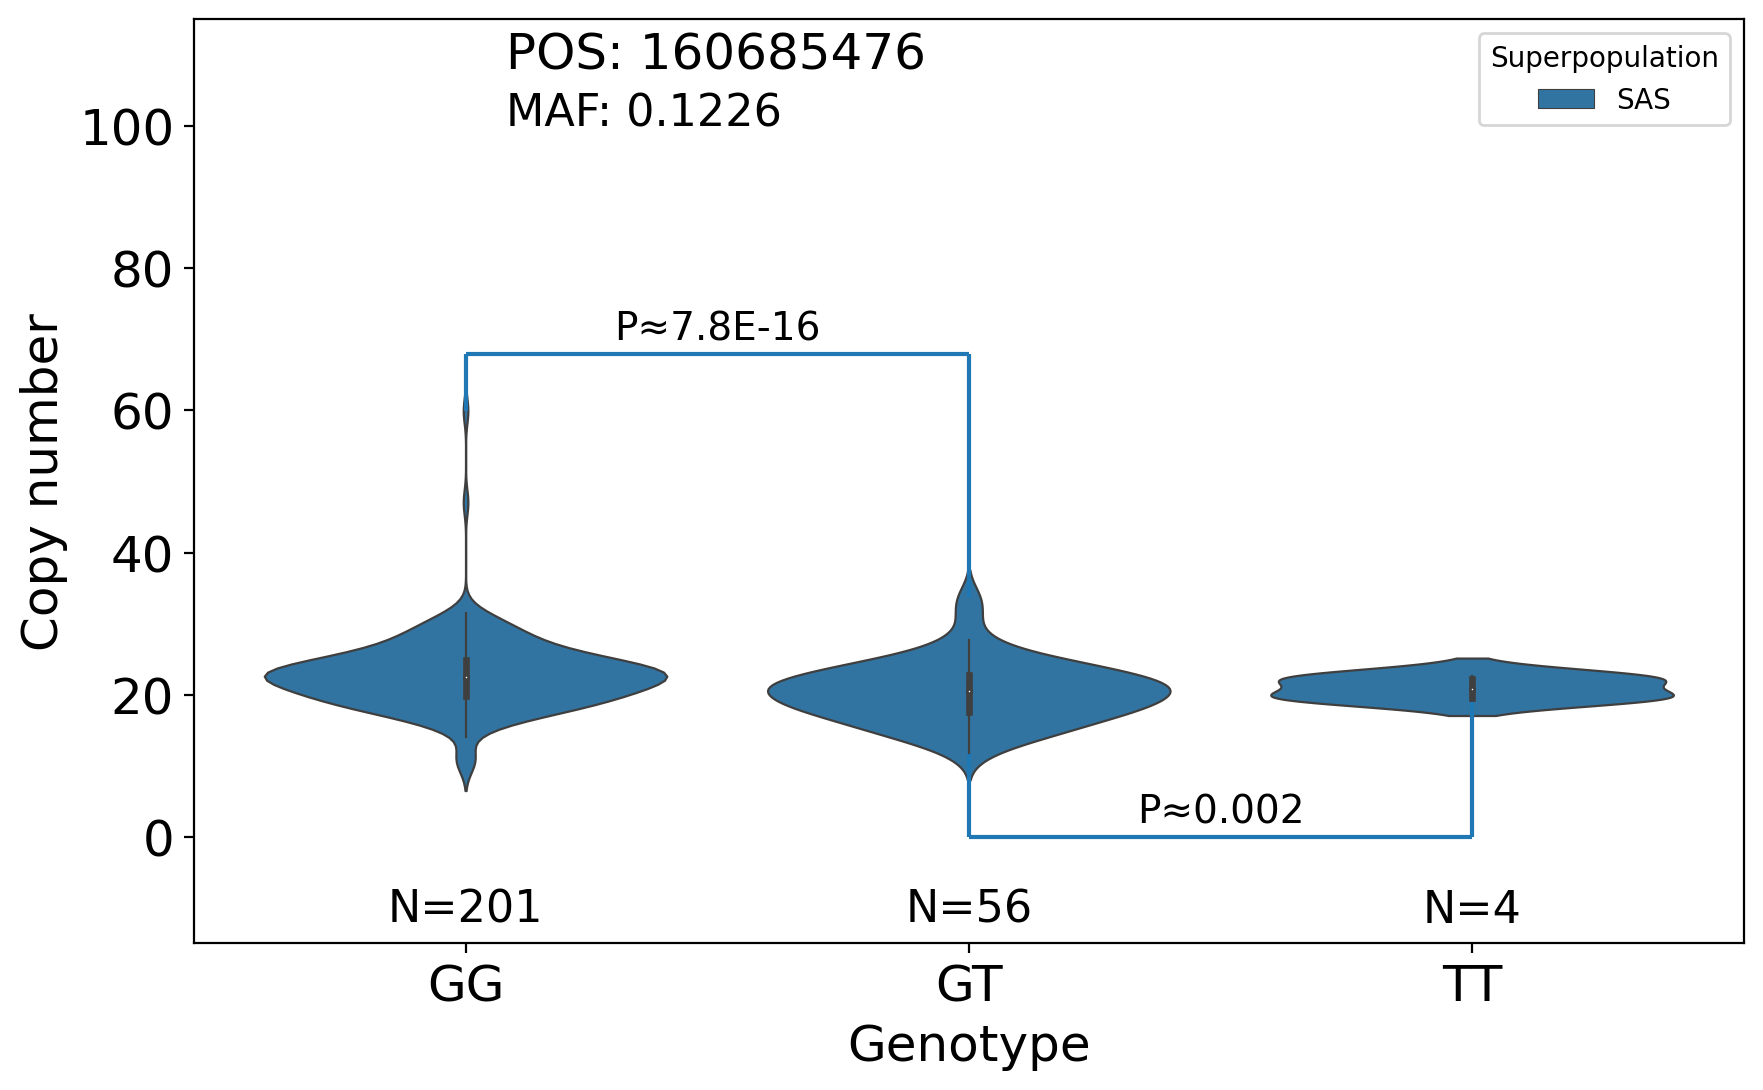 POS: 160685476
MAF: 0.1226
Superpopulation
SAS
Copy number
100
80
60
40
20
0
P≈7.8E-16
P≈0.002
N=201
N=56
N=4
GG
GT
TT
Genotype